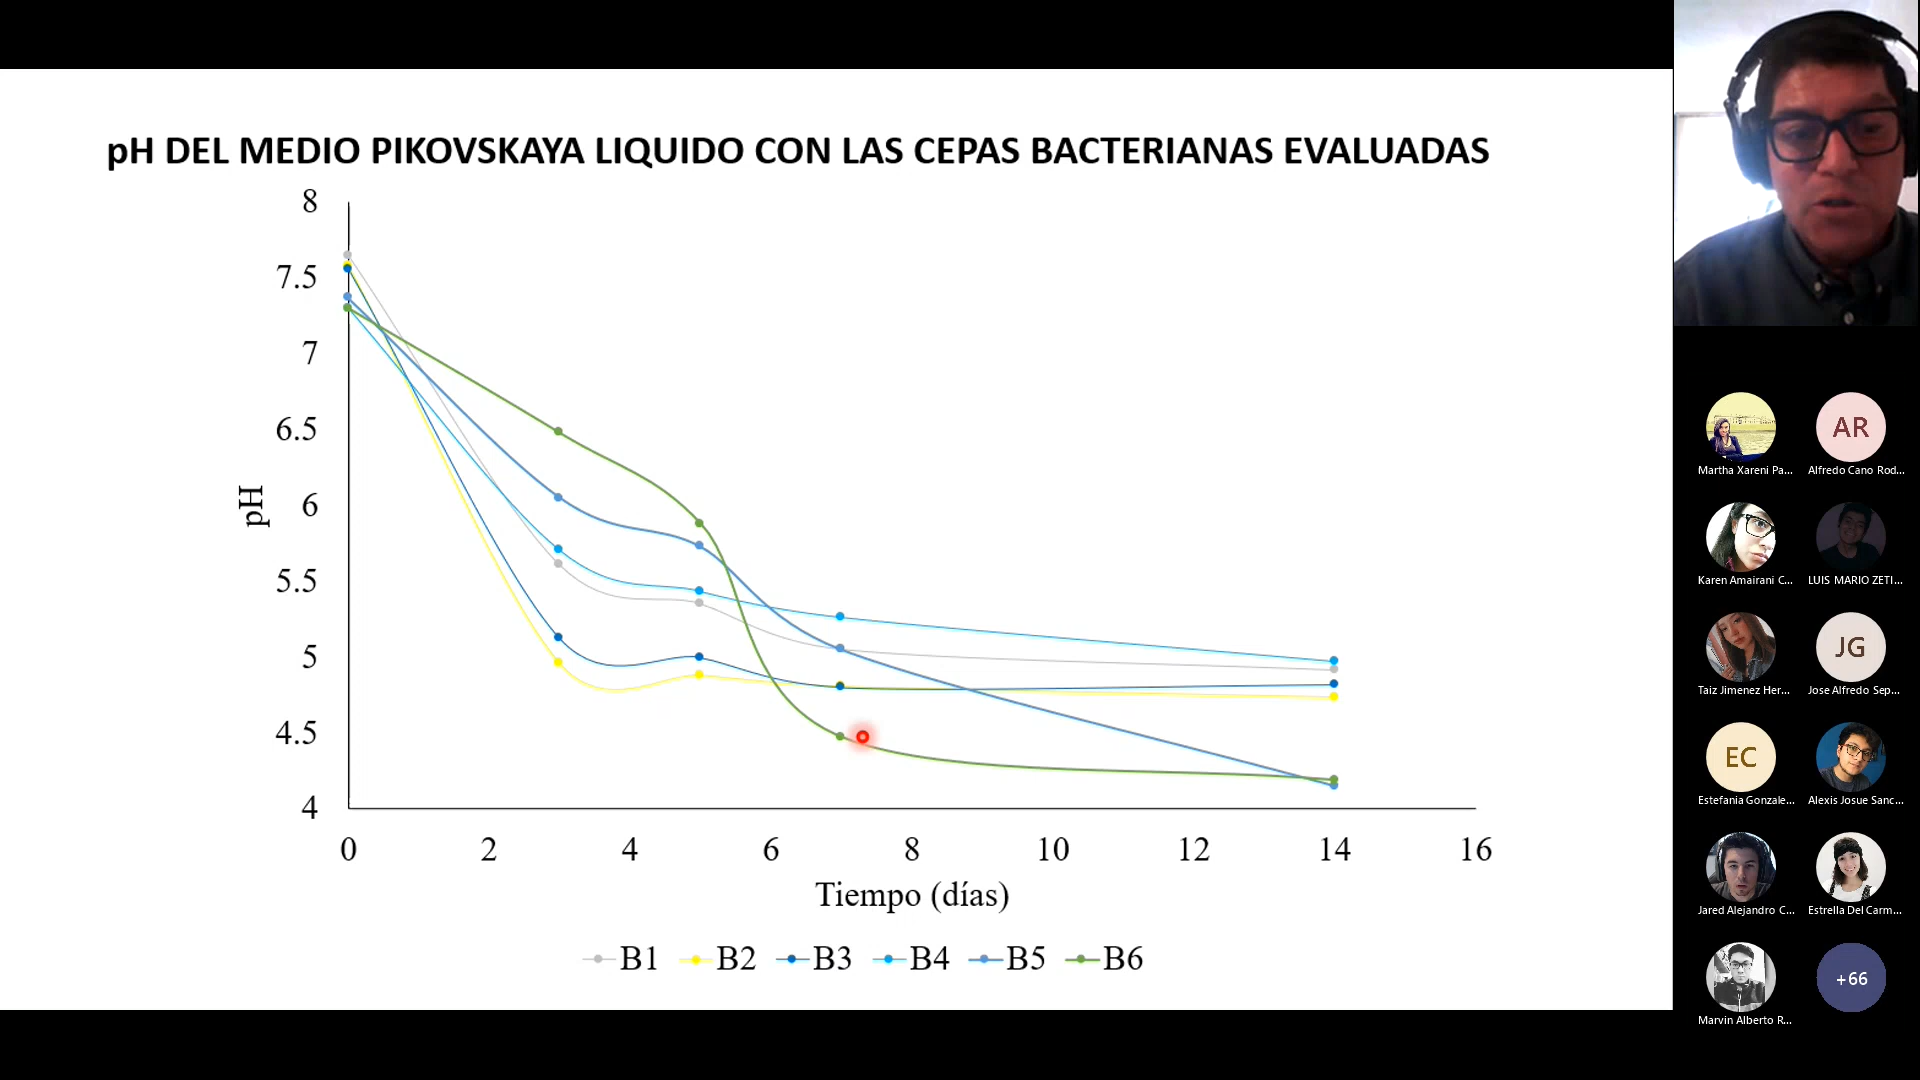 pH DEL MEDIO PIKOVSKAYA LIQUIDO CON LAS CEPAS BACTERIANAS EVALUADAS
8
7.5
7
6.5
6
5.5
5
4.5
4
pH
0 2 4 6 8 10 12 14 16
Tiempo (días)
B1 B2 B3 B4 B5 B6
AR
Martha Xareni Pa... Alfredo Cano Rod...
Karen Amairani C... LUIS MARIO ZETI...
JG
Taiz Jimenez Her... Jose Alfredo Sep...
EC
Estefania Gonzale... Alexis Josue Sanc...
Jared Alejandro C... Estrella Del Carm...
+66
Marvin Alberto R...